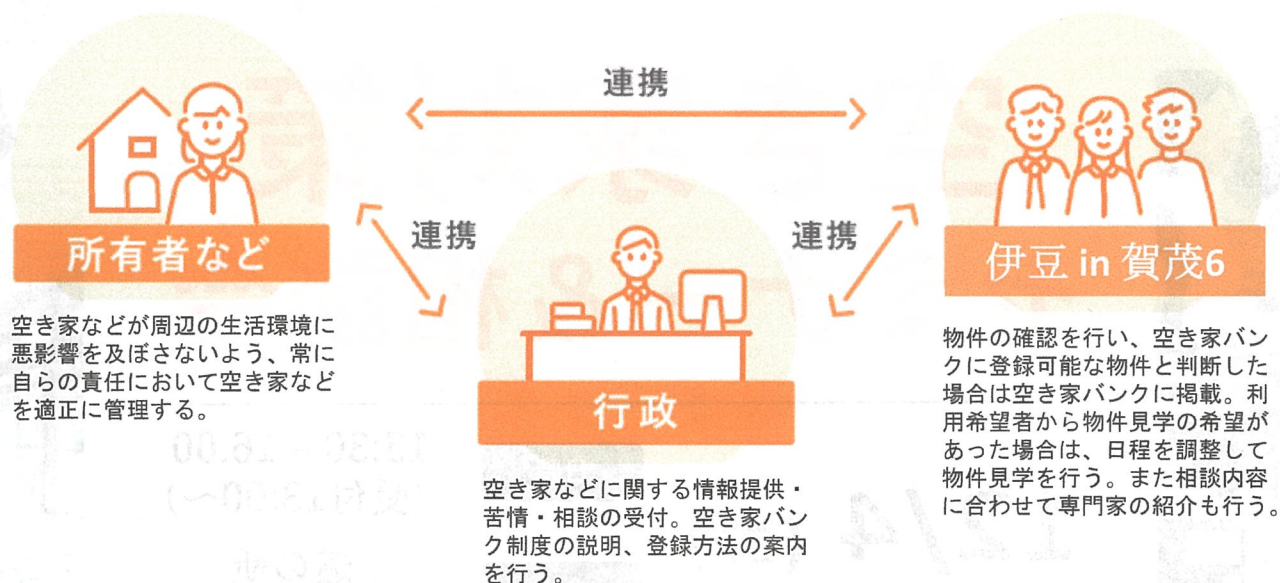 連携
所有者など
空き家などが周辺の生活環境に
悪影響を及ぼさないよう、常に
自らの責任において空き家など
を適正に管理する。
連携
連携
行政
空き家などに関する情報提供・
苦情・相談の受付。空き家バン
ク制度の説明、登録方法の案内
を行う。
伊豆 in 賀茂6
物件の確認を行い、空き家バン
クに登録可能な物件と判断した
場合は空き家バンクに掲載。利
用希望者から物件見学の希望が
あった場合は、日程を調整して
物件見学を行う。また相談内容
に合わせて専門家の紹介も行う。